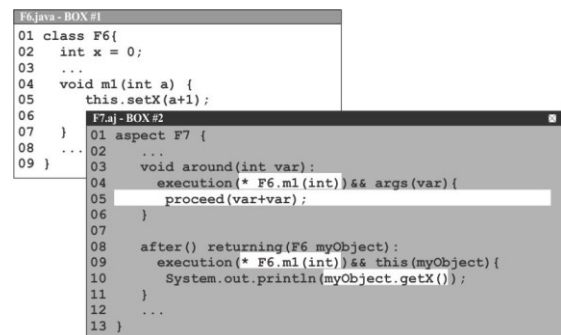 F6.java - BOX #1
01 class F6{
02 int x = 0;
03 ...
04 void m1(int a) {
05 this.setX(a+1);
06
07 }
08 ...
09 }
F7.aj - BOX #2
01 aspect F7 {
02 ...
03 void around(int var):
04 execution(* F6.m1(int))&& args(var){
05 proceed(var+var);
06 }
07
08 after() returning(F6 myObject):
09 execution(* F6.m1(int))&& this(myObject){
10 System.out.println(myObject.getX());
11 }
12 ...
13 }